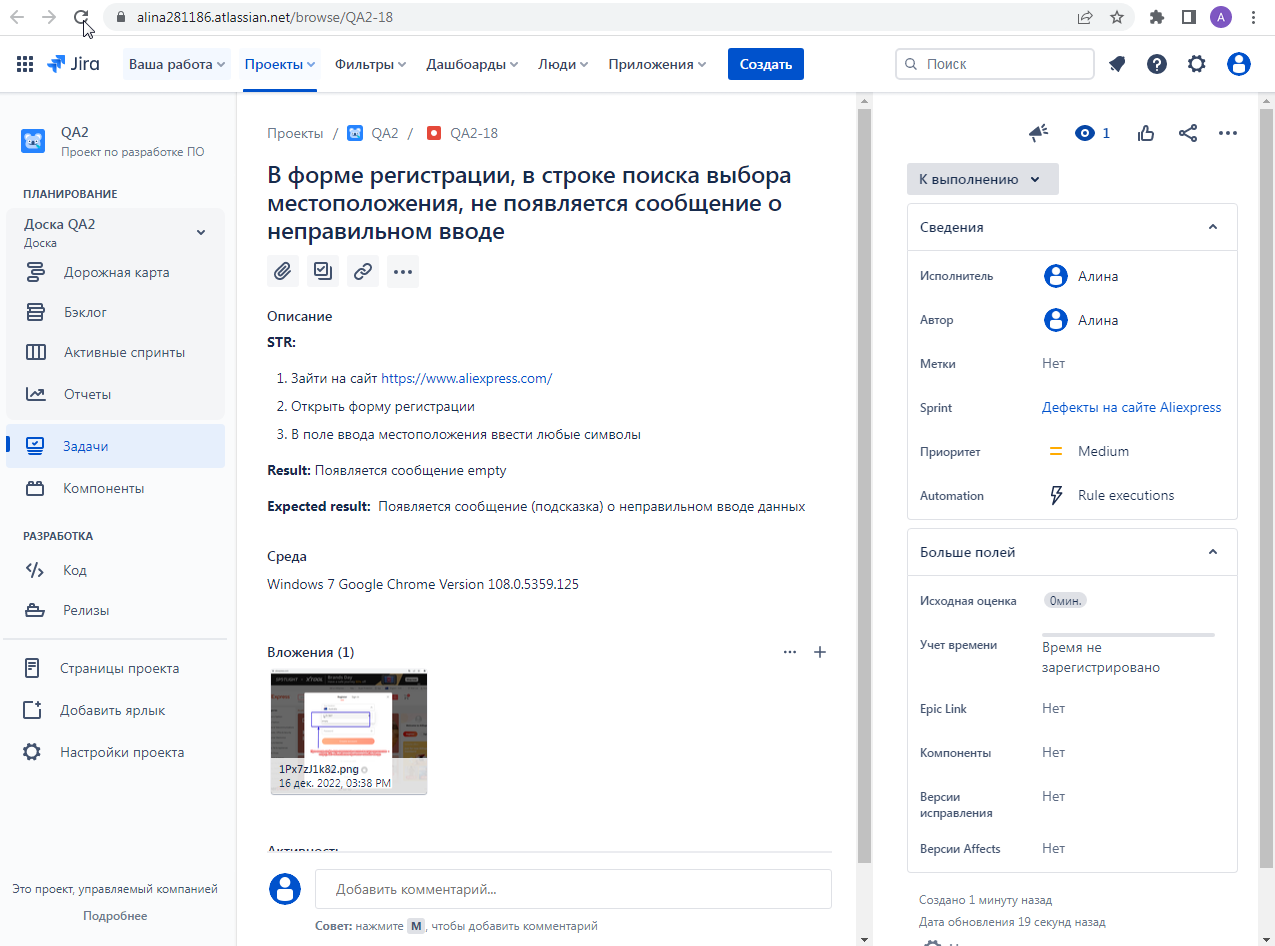 alina281186.atlassian.net/browse/QA2-18
A
Jira
Ваша работа
Проекты
Фильтры
Дашборды
Люди
Приложения
Создать
Поиск
QA2
Проект по разработке ПО
ПЛАНИРОВАНИЕ
Доска QA2
Доска
Дорожная карта
Бэклог
Активные спринты
Отчеты
Задачи
Компоненты
РАЗРАБОТКА
Код
Релизы
Страницы проекта
Добавить ярлык
Настройки проекта
Это проект, управляемый компанией
Подробнее
Проекты / QA2 / QA2-18
В форме регистрации, в строке поиска выбора
местоположения, не появляется сообщение о
неправильном вводе
Описание
STR:
1. Зайти на сайт https://www.aliexpress.com/
2. Открыть форму регистрации
3. В поле ввода местоположения ввести любые символы
Result: Появляется сообщение empty
Expected result: Появляется сообщение (подсказка) о неправильном вводе данных
Среда
Windows 7 Google Chrome Version 108.0.5359.125
Вложения (1)
1Px7zJ1k82.png
16 дек. 2022, 03:38 PM
Активность
Добавить комментарий...
Совет: нажмите M, чтобы добавить комментарий
1
К выполнению
Сведения
Исполнитель
Алина
Автор
Алина
Метки
Нет
Sprint
Дефекты на сайте Aliexpress
Приоритет
Medium
Automation
Rule executions
Больше полей
Исходная оценка
0мин.
Учет времени
Время не
зарегистрировано
Epic Link
Нет
Компоненты
Нет
Версии
исправления
Нет
Версии Affects
Нет
Создано 1 минуту назад
Дата обновления 19 секунд назад